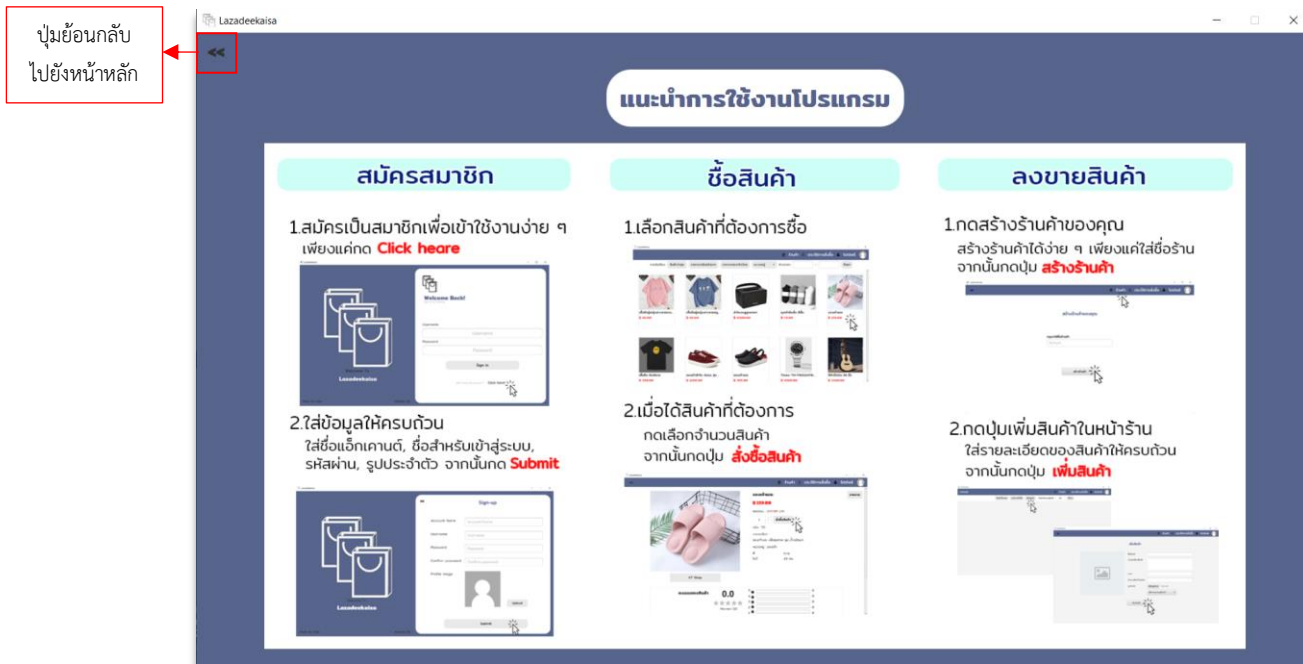 ปุ่มย้อนกลับ
ไปยังหน้าหลัก
Lazadeekaisa
<<
แนะนำการใช้งานโปรแกรม
สมัครสมาชิก
1.สมัครเป็นสมาชิกเพื่อเข้าใช้งานง่าย ๆ
เพียงแค่กด Click heare
Welcome Back!
Username
Password
Sign in
Click here
Lazadeekaisa
2.ใส่ข้อมูลให้ครบถ้วน
ใส่ชื่อแอ็กเคานต์, ชื่อสำหรับเข้าสู่ระบบ,
รหัสผ่าน, รูปประจำตัว จากนั้นกด Submit
Sign-up
Account Name
Username
Password
Confirm password
Profile image
Submit
Lazadeekaisa
ซื้อสินค้า
1.เลือกสินค้าที่ต้องการซื้อ
2.เมื่อได้สินค้าที่ต้องการ
กดเลือกจำนวนสินค้า
จากนั้นกดปุ่ม สั่งซื้อสินค้า
0.0
ลงขายสินค้า
1.กดสร้างร้านค้าของคุณ
สร้างร้านค้าได้ง่าย ๆ เพียงแค่ใส่ชื่อร้าน
จากนั้นกดปุ่ม สร้างร้านค้า
2.กดปุ่มเพิ่มสินค้าในหน้าร้าน
ใส่รายละเอียดของสินค้าให้ครบถ้วน
จากนั้นกดปุ่ม เพิ่มสินค้า